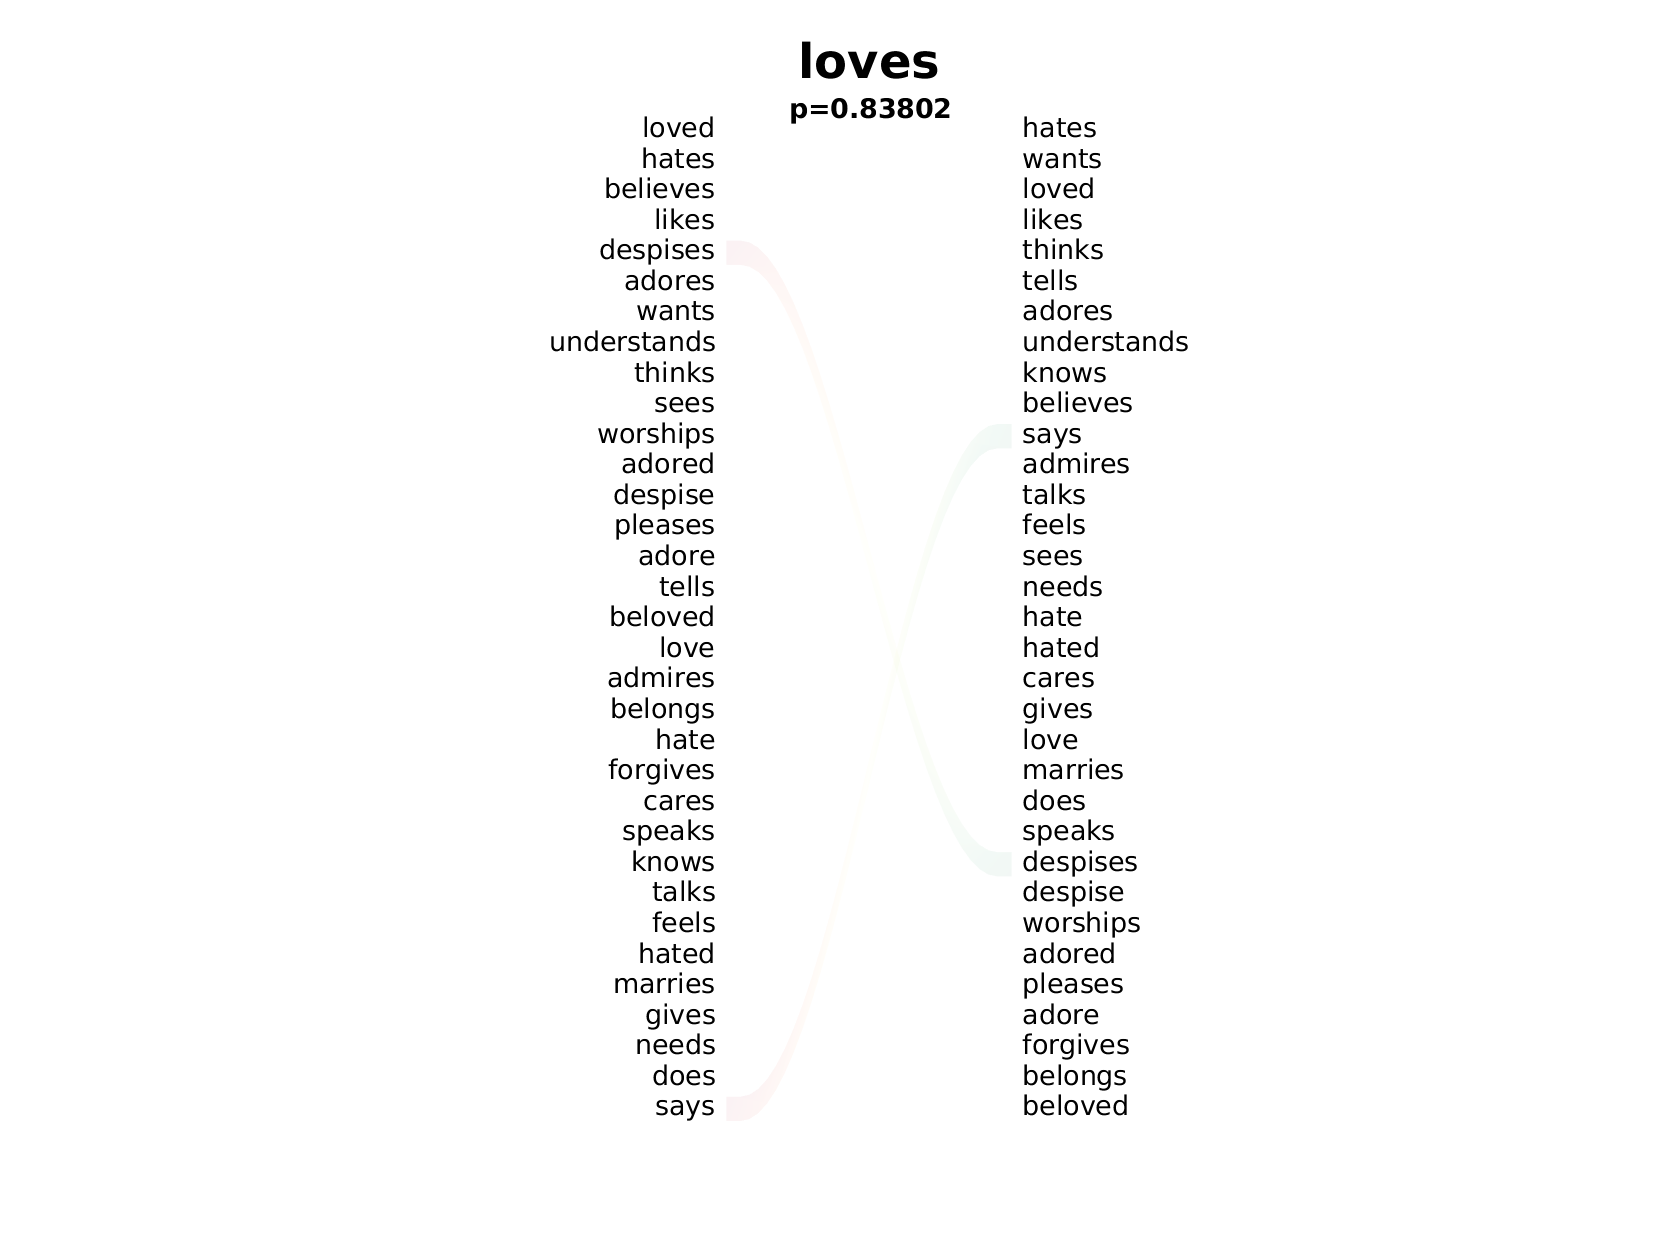 loves
p=0.83802
loved hates
hates wants
believes loved
likes likes
despises thinks
adores tells
wants adores
understands understands
thinks knows
sees believes
worships says
adored admires
despise talks
pleases feels
adore sees
tells needs
beloved hate
love hated
admires cares
belongs gives
hate love
forgives marries
cares does
speaks speaks
knows despises
talks despise
feels worships
hated adored
marries pleases
gives adore
needs forgives
does belongs
says beloved